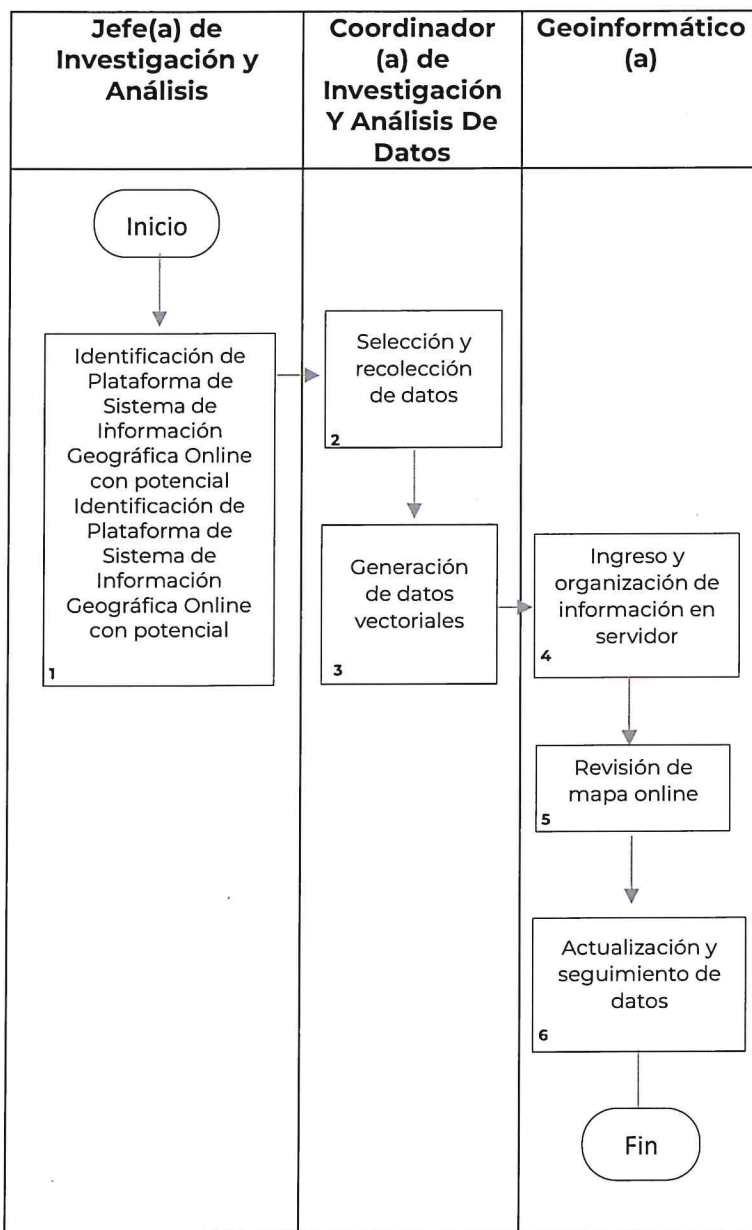 Jefe(a) de
Investigación y
Análisis
Coordinador
(a) de
Investigación
Y Análisis De
Datos
Geoinformático
(a)
Inicio
Identificación de
Plataforma de
Sistema de
Información
Geográfica Online
con potencial
Identificación de
Plataforma de
Sistema de
Información
Geográfica Online
con potencial
1
Selección y
recolección
de datos
2
Generación
de datos
vectoriales
3
Ingreso y
organización de
información en
servidor
4
Revisión de
mapa online
5
Actualización y
seguimiento de
datos
6
Fin